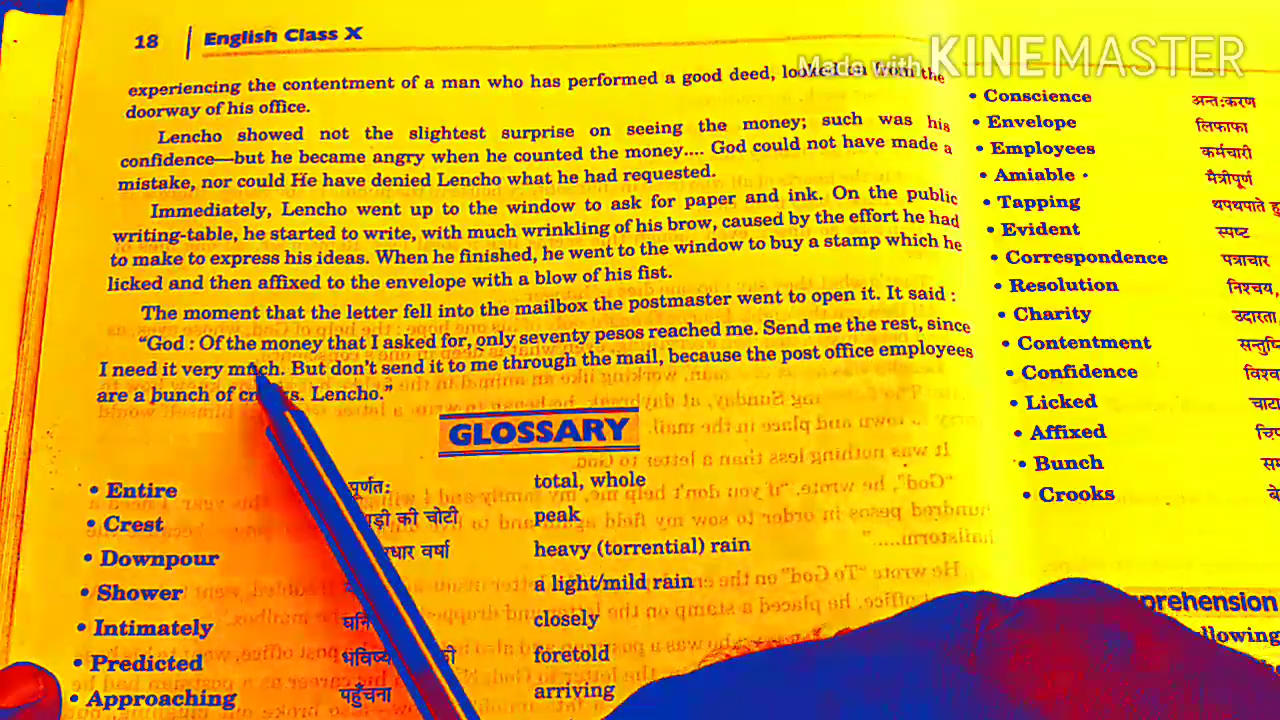 18 English Class X
Made with KINEMASTER
experiencing the contentment of a man who has performed a good deed, looked on from the
doorway of his office.
Lencho showed not the slightest surprise on seeing the money; such was his
confidence—but he became angry when he counted the money.... God could not have made a
mistake, nor could He have denied Lencho what he had requested.
Immediately, Lencho went up to the window to ask for paper and ink. On the public
writing-table, he started to write, with much wrinkling of his brow, caused by the effort he had
to make to express his ideas. When he finished, he went to the window to buy a stamp which he
licked and then affixed to the envelope with a blow of his fist.
The moment that the letter fell into the mailbox the postmaster went to open it. It said :
“God : Of the money that I asked for, only seventy pesos reached me. Send me the rest, since
I need it very much. But don't send it to me through the mail, because the post office employees
are a bunch of Lencho.”
GLOSSARY
• Entire पूर्णत: total, whole
• Crest की चोटी peak
• Downpour वर्षा heavy (torrential) rain
• Shower a light/mild rain
• Intimately closely
• Predicted foretold
• Approaching पहुँचना arriving
• Conscience अन्त:करण
• Envelope लिफाफा
• Employees कर्मचारी
• Amiable मैत्रीपूर्ण
• Tapping थपथपाते
• Evident स्पष्ट
• Correspondence पत्राचार
• Resolution निश्चय,
• Charity उदारता,
• Contentment
• Confidence
• Licked
• Affixed
• Bunch
• Crooks